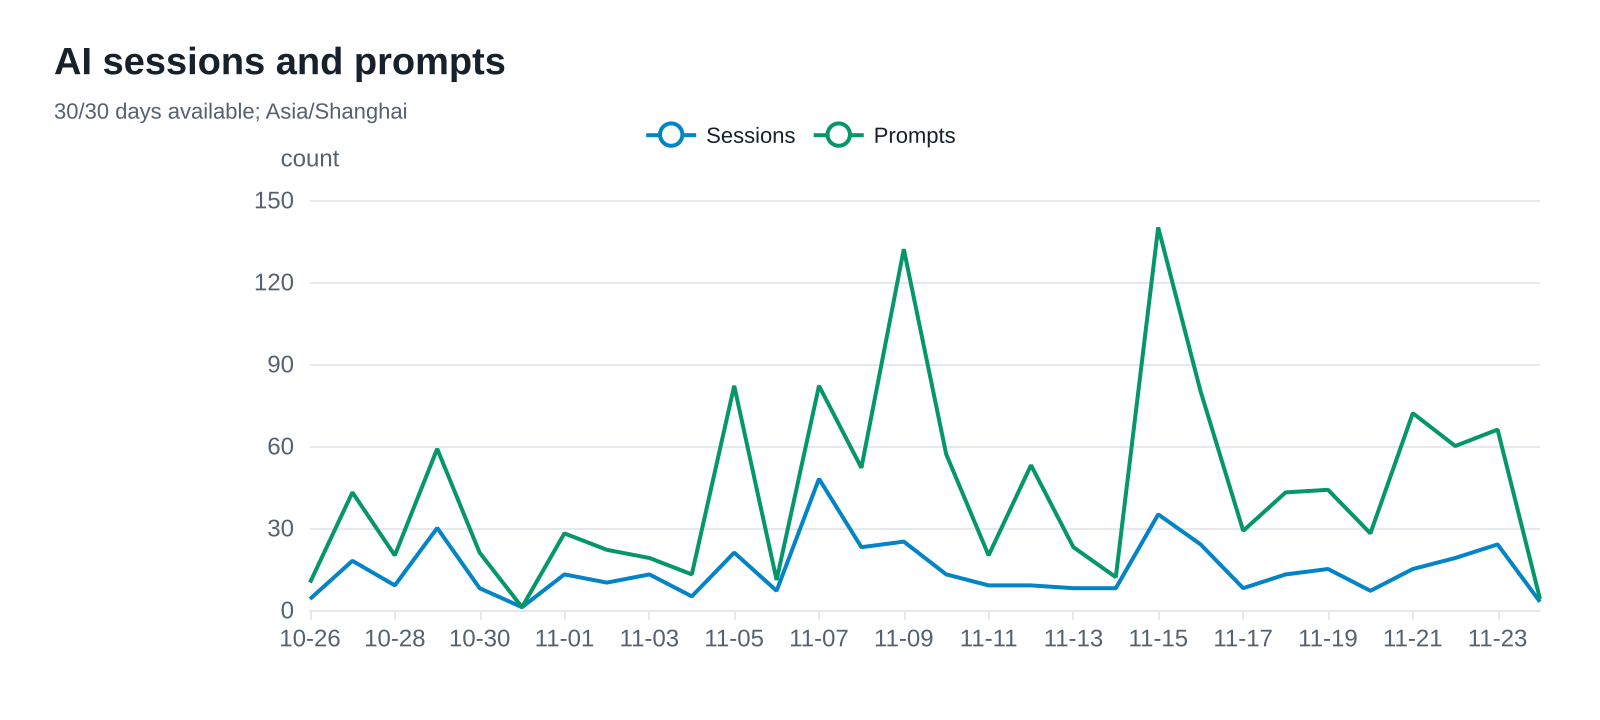 AI sessions and prompts
30/30 days available; Asia/Shanghai
Sessions Prompts
count
150
120
90
60
30
0
10-26 10-28 10-30 11-01 11-03 11-05 11-07 11-09 11-11 11-13 11-15 11-17 11-19 11-21 11-23